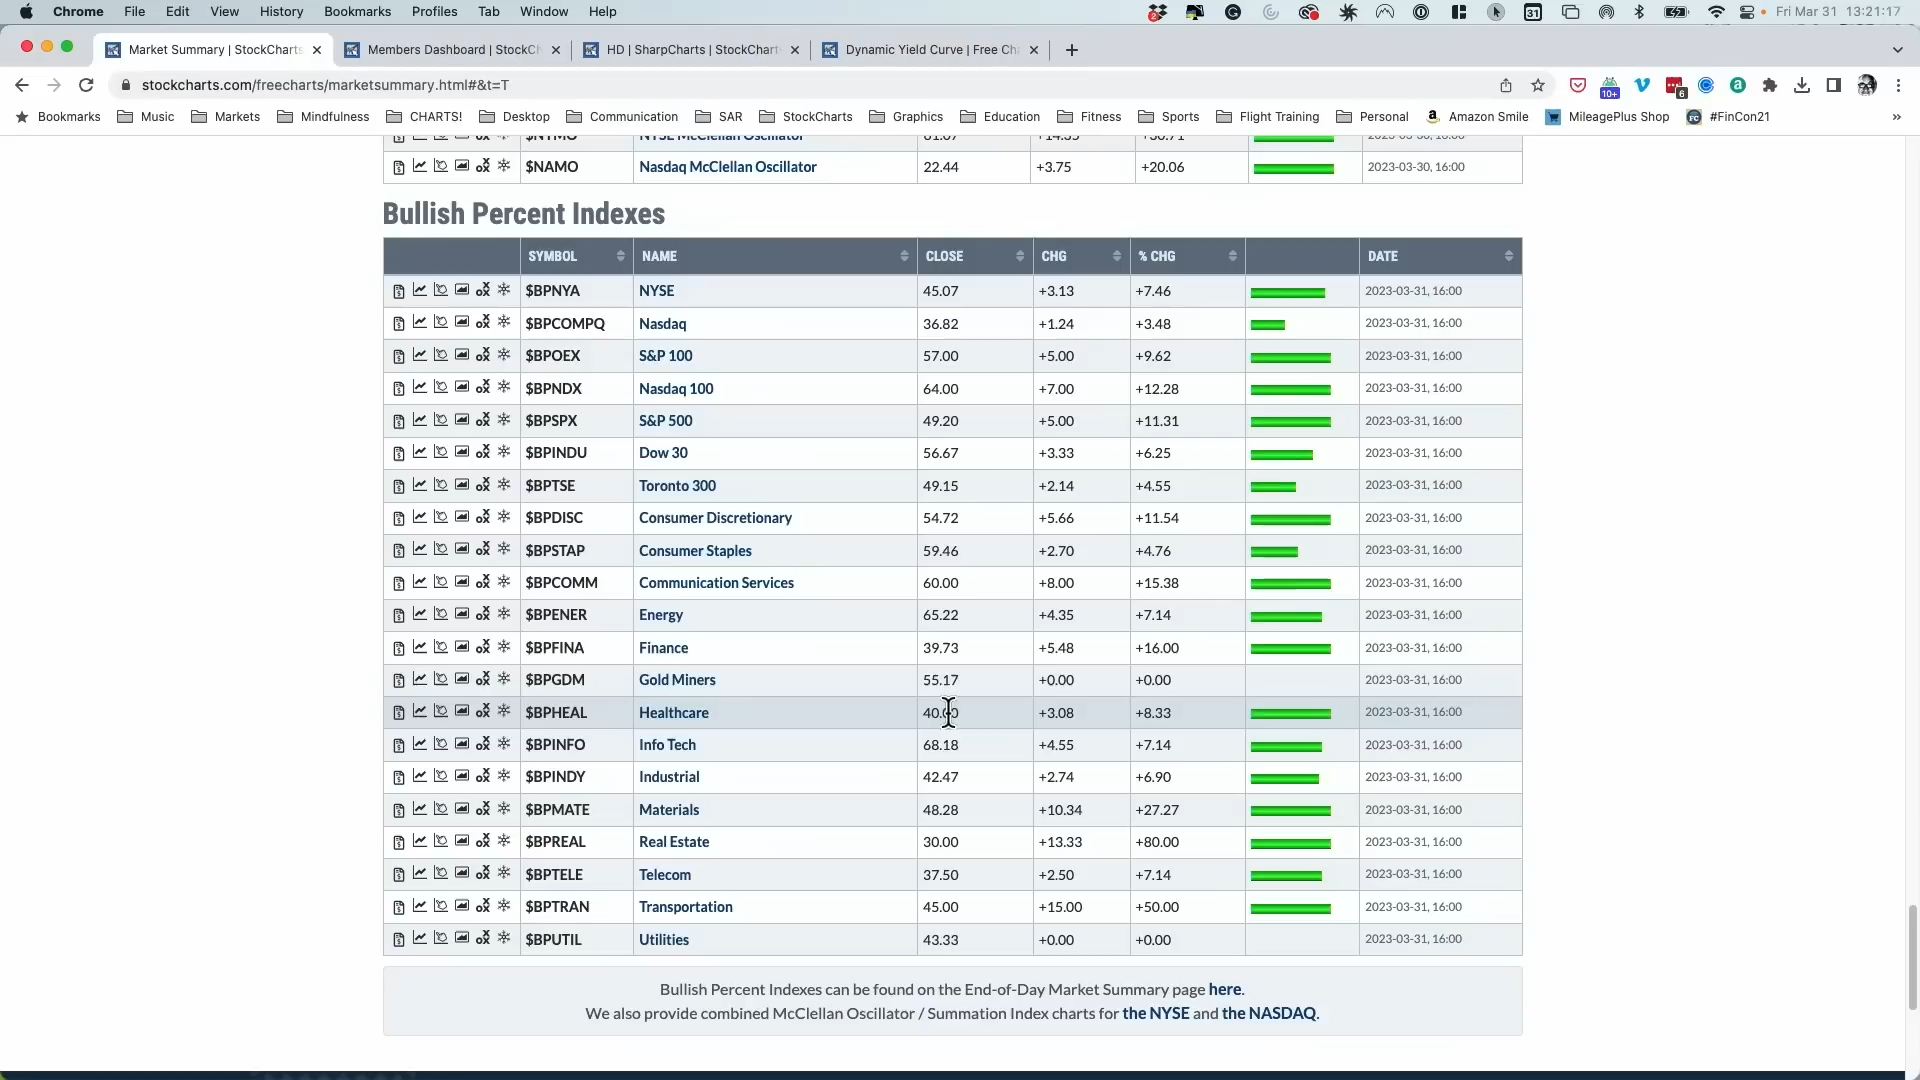 Chrome File Edit View History Bookmarks Profiles Tab Window Help 2 31 Fri Mar 31 13:21:17
Market Summary | StockCharts Members Dashboard | StockCh HD | SharpCharts | StockChart Dynamic Yield Curve | Free Cha
stockcharts.com/freecharts/marketsummary.html#&t=T 10+ 6
Bookmarks Music Markets Mindfulness CHARTS! Desktop Communication SAR StockCharts Graphics Education Fitness Sports Flight Training Personal Amazon Smile MileagePlus Shop #FinCon21 »
$NYMO NYSE McClellan Oscillator
$NAMO Nasdaq McClellan Oscillator 22.44 +3.75 +20.06 2023-03-30, 16:00
Bullish Percent Indexes
SYMBOL NAME CLOSE CHG % CHG DATE
$BPNYA NYSE 45.07 +3.13 +7.46 2023-03-31, 16:00
$BPCOMPQ Nasdaq 36.82 +1.24 +3.48 2023-03-31, 16:00
$BPOEX S&P 100 57.00 +5.00 +9.62 2023-03-31, 16:00
$BPNDX Nasdaq 100 64.00 +7.00 +12.28 2023-03-31, 16:00
$BPSPX S&P 500 49.20 +5.00 +11.31 2023-03-31, 16:00
$BPINDU Dow 30 56.67 +3.33 +6.25 2023-03-31, 16:00
$BPTSE Toronto 300 49.15 +2.14 +4.55 2023-03-31, 16:00
$BPDISC Consumer Discretionary 54.72 +5.66 +11.54 2023-03-31, 16:00
$BPSTAP Consumer Staples 59.46 +2.70 +4.76 2023-03-31, 16:00
$BPCOMM Communication Services 60.00 +8.00 +15.38 2023-03-31, 16:00
$BPENER Energy 65.22 +4.35 +7.14 2023-03-31, 16:00
$BPFINA Finance 39.73 +5.48 +16.00 2023-03-31, 16:00
$BPGDM Gold Miners 55.17 +0.00 +0.00 2023-03-31, 16:00
$BPHEAL Healthcare 40.00 +3.08 +8.33 2023-03-31, 16:00
$BPINFO Info Tech 68.18 +4.55 +7.14 2023-03-31, 16:00
$BPINDY Industrial 42.47 +2.74 +6.90 2023-03-31, 16:00
$BPMATE Materials 48.28 +10.34 +27.27 2023-03-31, 16:00
$BPREAL Real Estate 30.00 +13.33 +80.00 2023-03-31, 16:00
$BPTELE Telecom 37.50 +2.50 +7.14 2023-03-31, 16:00
$BPTRAN Transportation 45.00 +15.00 +50.00 2023-03-31, 16:00
$BPUTIL Utilities 43.33 +0.00 +0.00 2023-03-31, 16:00
Bullish Percent Indexes can be found on the End-of-Day Market Summary page here.
We also provide combined McClellan Oscillator / Summation Index charts for the NYSE and the NASDAQ.